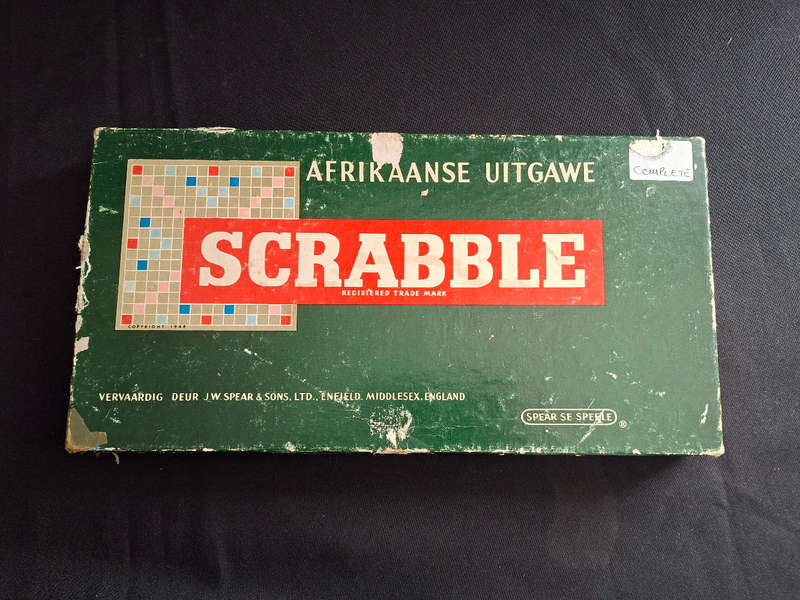 AFRIKAANSE UITGAWE
COMPLETE
SCRABBLE
REGISTERED TRADE MARK
COPYRIGHT 1948
VERVAARDIG DEUR J.W. SPEAR & SONS, LTD., ENFIELD, MIDDLESEX, ENGLAND
SPEAR SE SPEELE ®